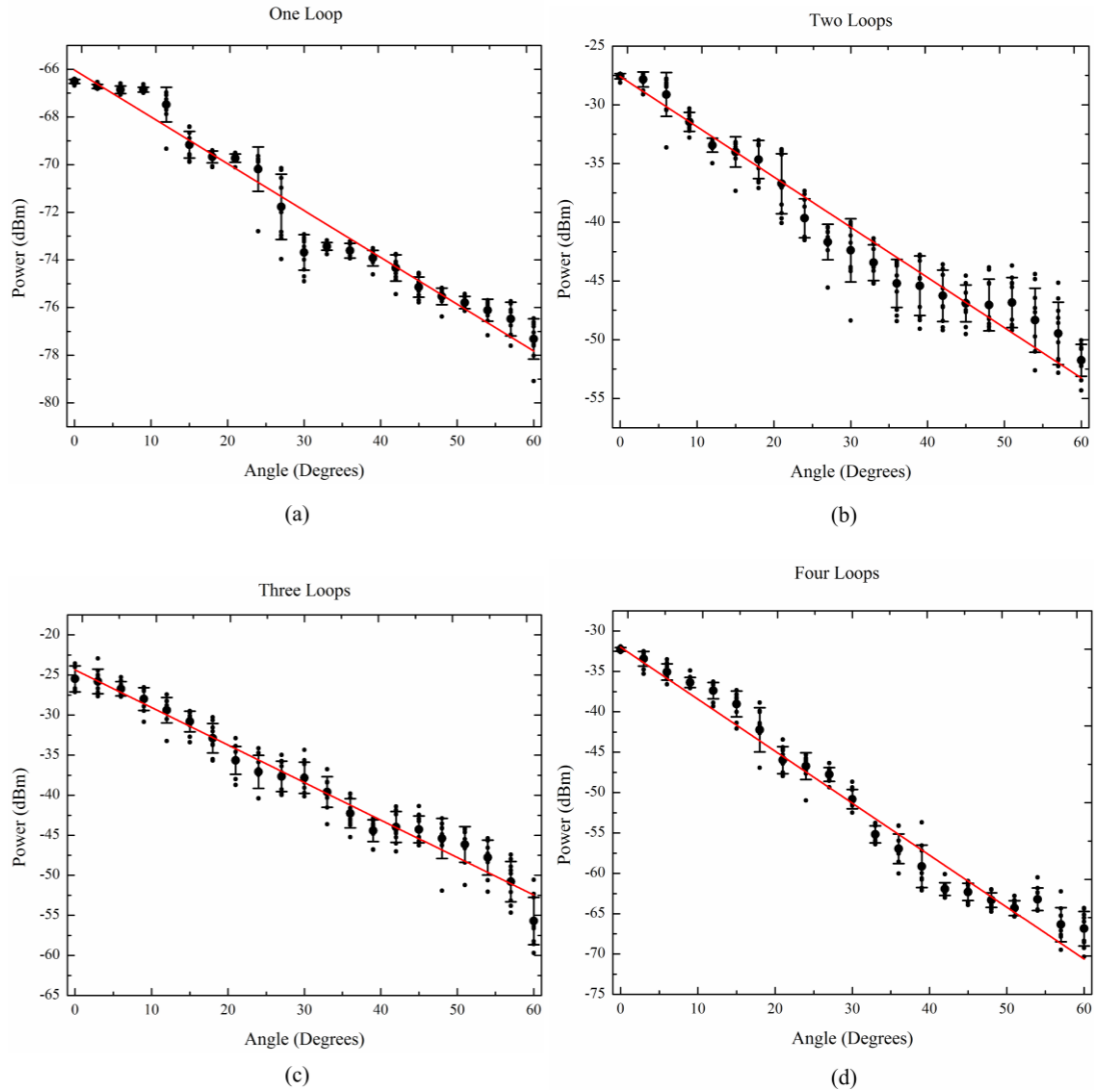 One Loop
-66
-68
-70
-72
-74
-76
-78
-80
Power (dBm)
0 10 20 30 40 50 60
Angle (Degrees)
(a)
Two Loops
-25
-30
-35
-40
-45
-50
-55
Power (dBm)
0 10 20 30 40 50 60
Angle (Degrees)
(b)
Three Loops
-20
-25
-30
-35
-40
-45
-50
-55
-60
-65
Power (dBm)
0 10 20 30 40 50 60
Angle (Degrees)
(c)
Four Loops
-30
-35
-40
-45
-50
-55
-60
-65
-70
-75
Power (dBm)
0 10 20 30 40 50 60
Angle (Degrees)
(d)